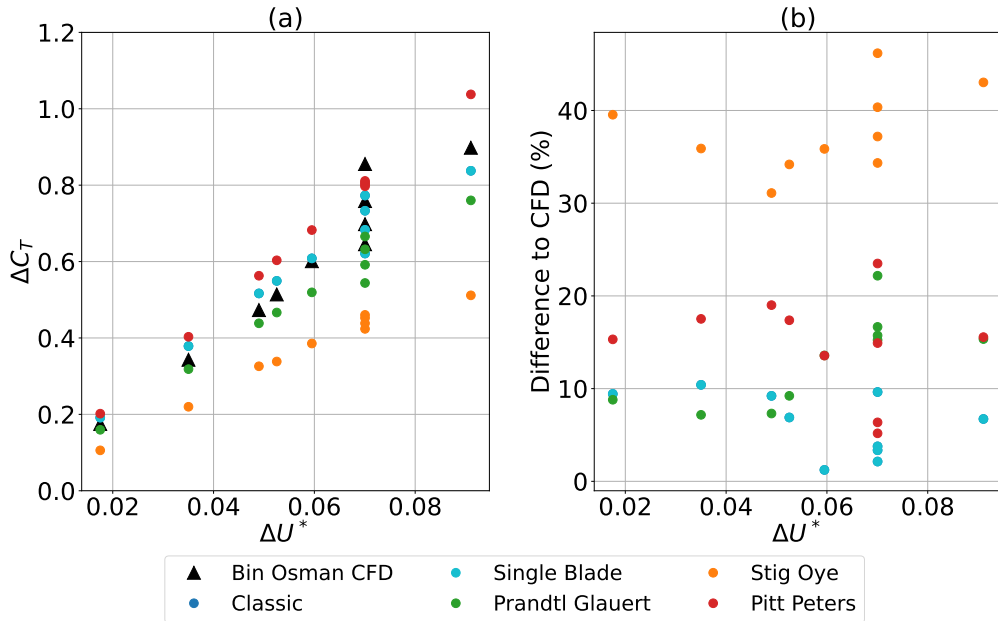 (a) (b)
1.2
1.0
0.8
0.6
0.4
0.2
0.0
ΔC_T
0.02 0.04 0.06 0.08
ΔU*
40
30
20
10
0
Difference to CFD (%)
0.02 0.04 0.06 0.08
ΔU*
Bin Osman CFD Single Blade Stig Oye
Classic Prandtl Glauert Pitt Peters